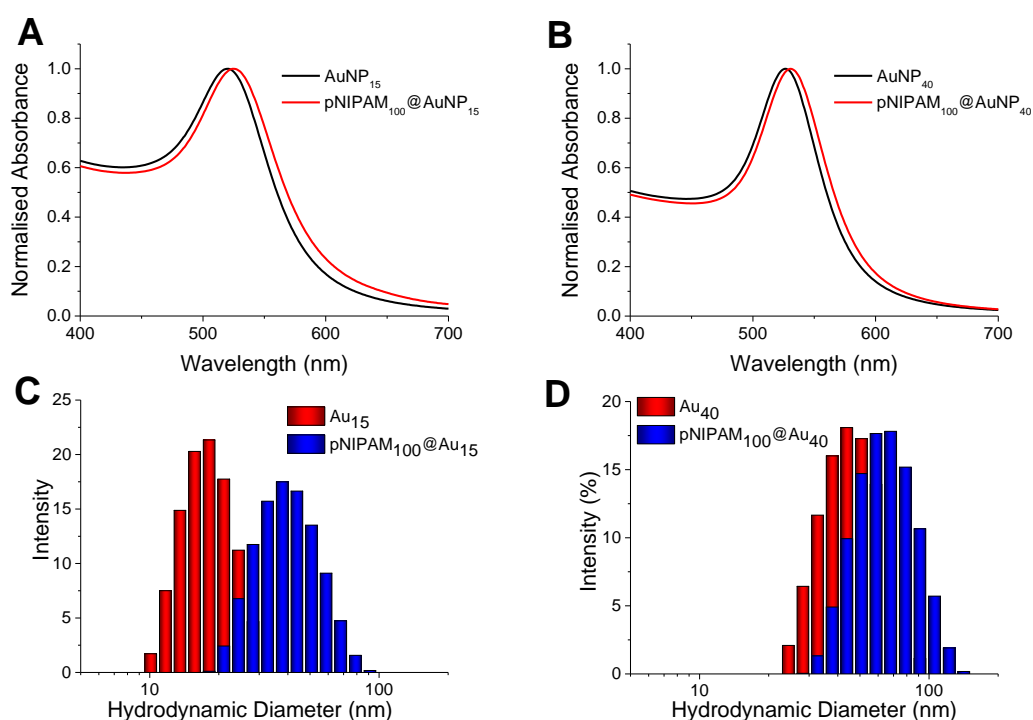 A
AuNP15
pNIPAM100@AuNP15
Normalised Absorbance
1.0
0.8
0.6
0.4
0.2
0.0
400 500 600 700
Wavelength (nm)
B
AuNP40
pNIPAM100@AuNP40
Normalised Absorbance
1.0
0.8
0.6
0.4
0.2
0.0
400 500 600 700
Wavelength (nm)
C
Au15
pNIPAM100@Au15
Intensity
25
20
15
10
5
0
10 100
Hydrodynamic Diameter (nm)
D
Au40
pNIPAM100@Au40
Intensity (%)
20
15
10
5
0
10 100
Hydrodynamic Diameter (nm)